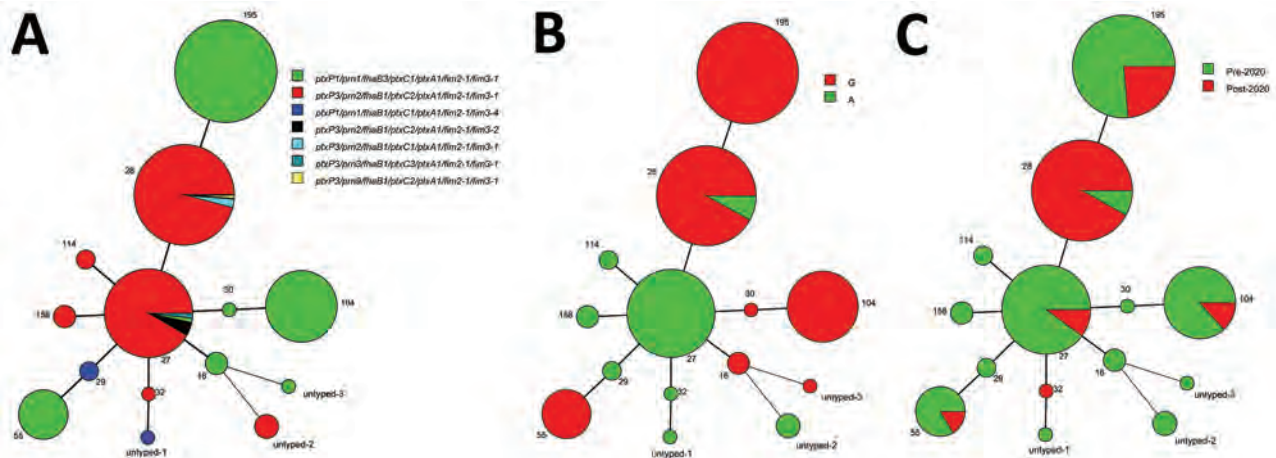 A
195
ptxP1/prn1/fhaB3/ptxC1/ptxA1/fim2-1/fim3-1
ptxP3/prn2/fhaB1/ptxC2/ptxA1/fim2-1/fim3-1
ptxP1/prn1/fhaB1/ptxC1/ptxA1/fim2-1/fim3-4
ptxP3/prn2/fhaB1/ptxC2/ptxA1/fim2-1/fim3-2
ptxP3/prn2/fhaB1/ptxC1/ptxA1/fim2-1/fim3-1
ptxP3/prn3/fhaB1/ptxC3/ptxA1/fim2-1/fim3-1
ptxP3/prn9/fhaB1/ptxC2/ptxA1/fim2-1/fim3-1
28
114
158
30
104
27
29
16
32
55
untyped-3
untyped-2
untyped-1
B
195
G
A
28
114
158
30
104
27
29
16
32
55
untyped-3
untyped-2
untyped-1
C
195
Pre-2020
Post-2020
28
114
158
30
104
27
29
16
32
55
untyped-3
untyped-2
untyped-1